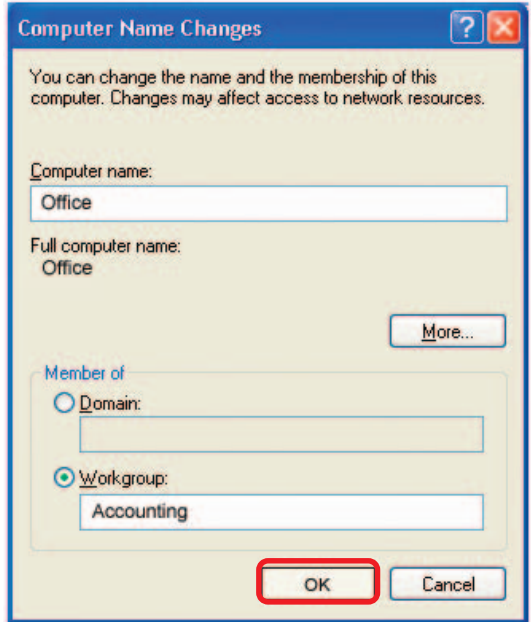 Computer Name Changes
?
You can change the name and the membership of this
computer. Changes may affect access to network resources.
Computer name:
Office
Full computer name:
Office
More...
Member of
Domain:
Workgroup:
Accounting
OK Cancel